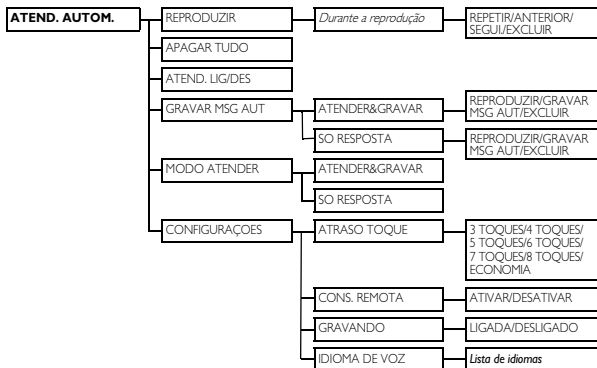 ATEND. AUTOM.
REPRODUZIR
Durante a reprodução
REPETIR/ANTERIOR/
SEGUI./EXCLUIR
APAGAR TUDO
ATEND. LIG/DES
GRAVAR MSG AUT
ATENDER&GRAVAR
REPRODUZIR/GRAVAR
MSG AUT/EXCLUIR
SO RESPOSTA
REPRODUZIR/GRAVAR
MSG AUT/EXCLUIR
MODO ATENDER
ATENDER&GRAVAR
SO RESPOSTA
CONFIGURAÇOES
ATRASO TOQUE
3 TOQUES/4 TOQUES/
5 TOQUES/6 TOQUES/
7 TOQUES/8 TOQUES/
ECONOMIA
CONS. REMOTA
ATIVAR/DESATIVAR
GRAVANDO
LIGADA/DESLIGADO
IDIOMA DE VOZ
Lista de idiomas